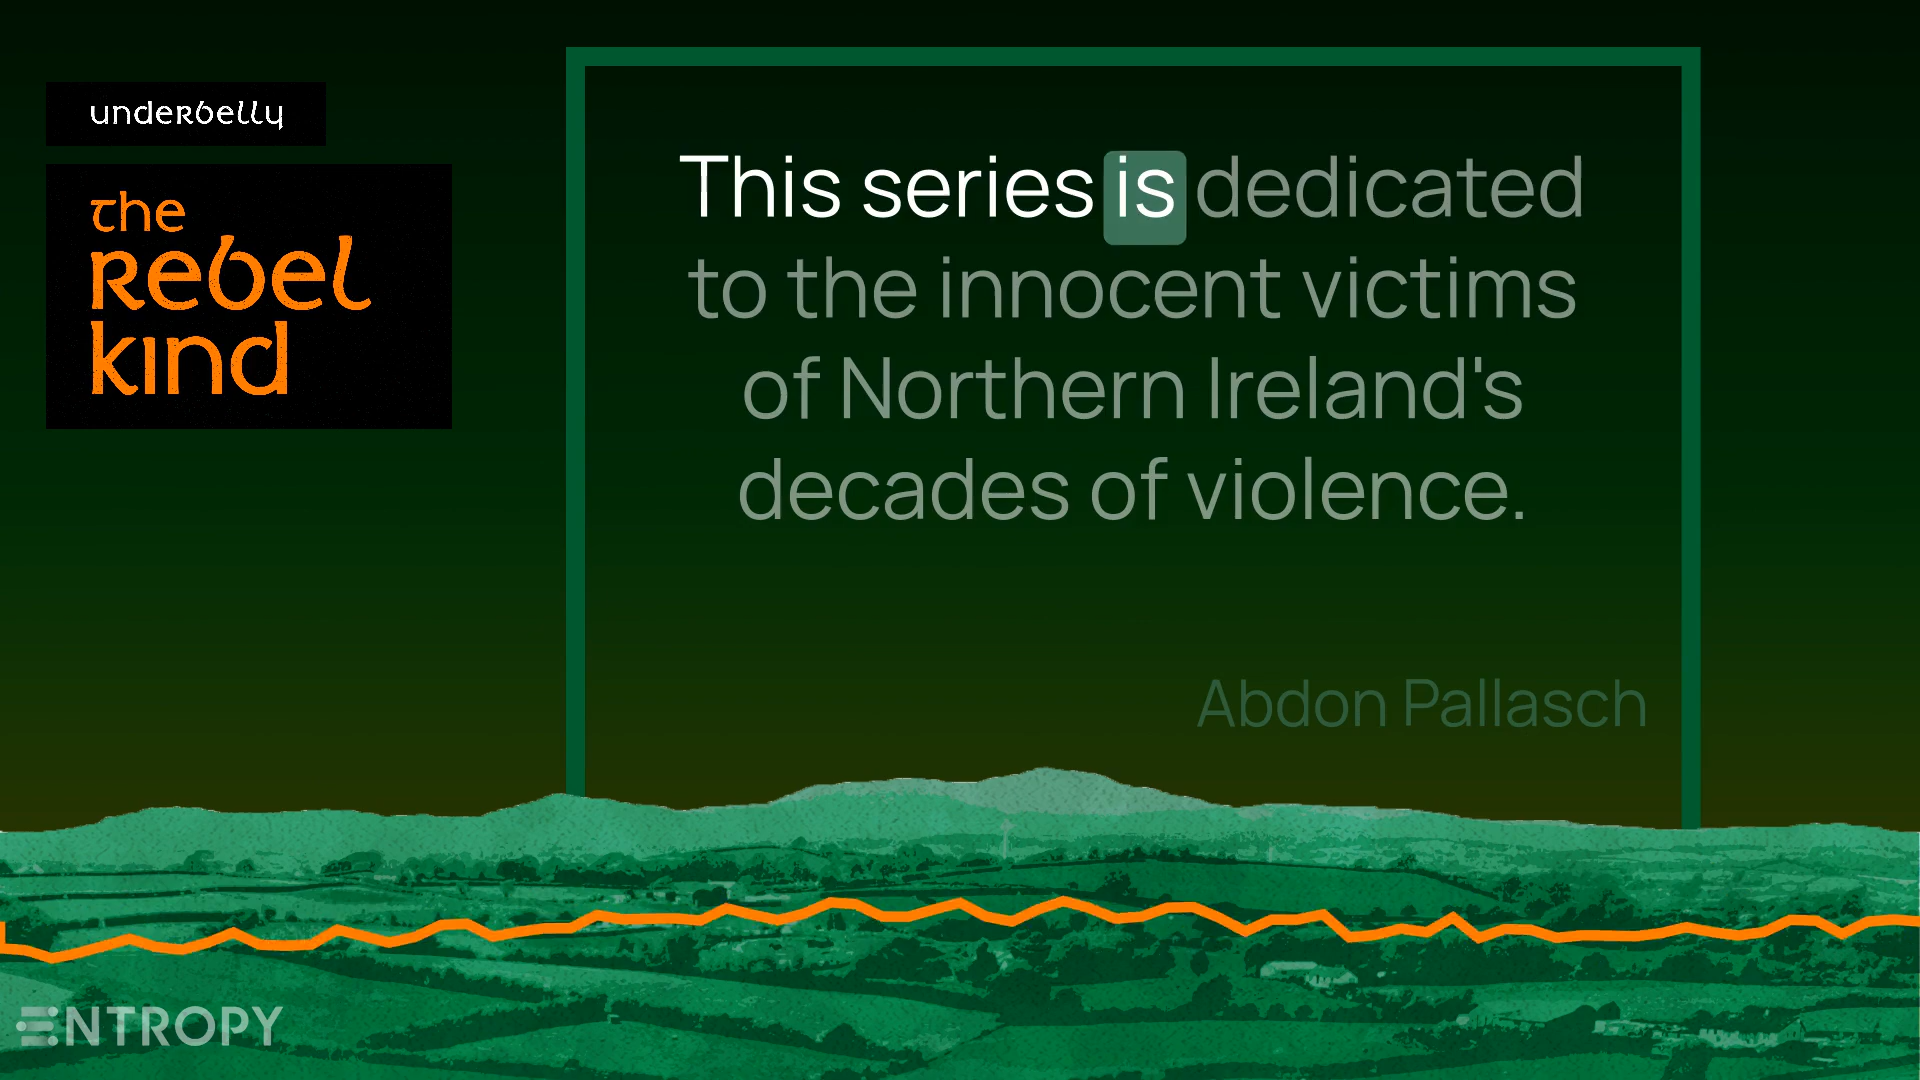 underbelly
the
Rebel
kind
This series is dedicated
to the innocent victims
of Northern Ireland's
decades of violence.
Abdon Pallasch
ENTROPY